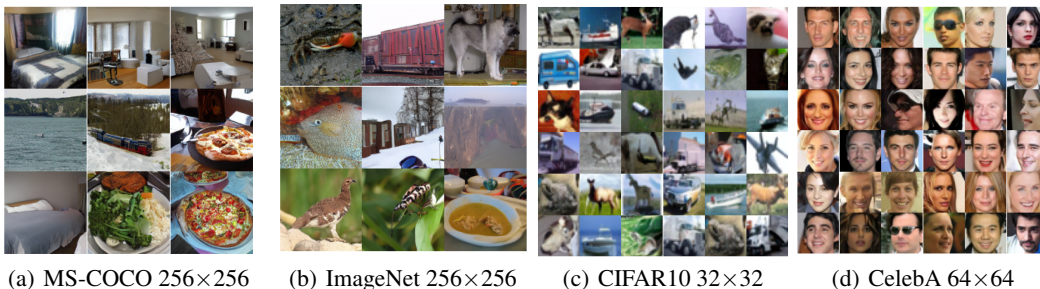 (a) MS-COCO 256×256
(b) ImageNet 256×256
(c) CIFAR10 32×32
(d) CelebA 64×64